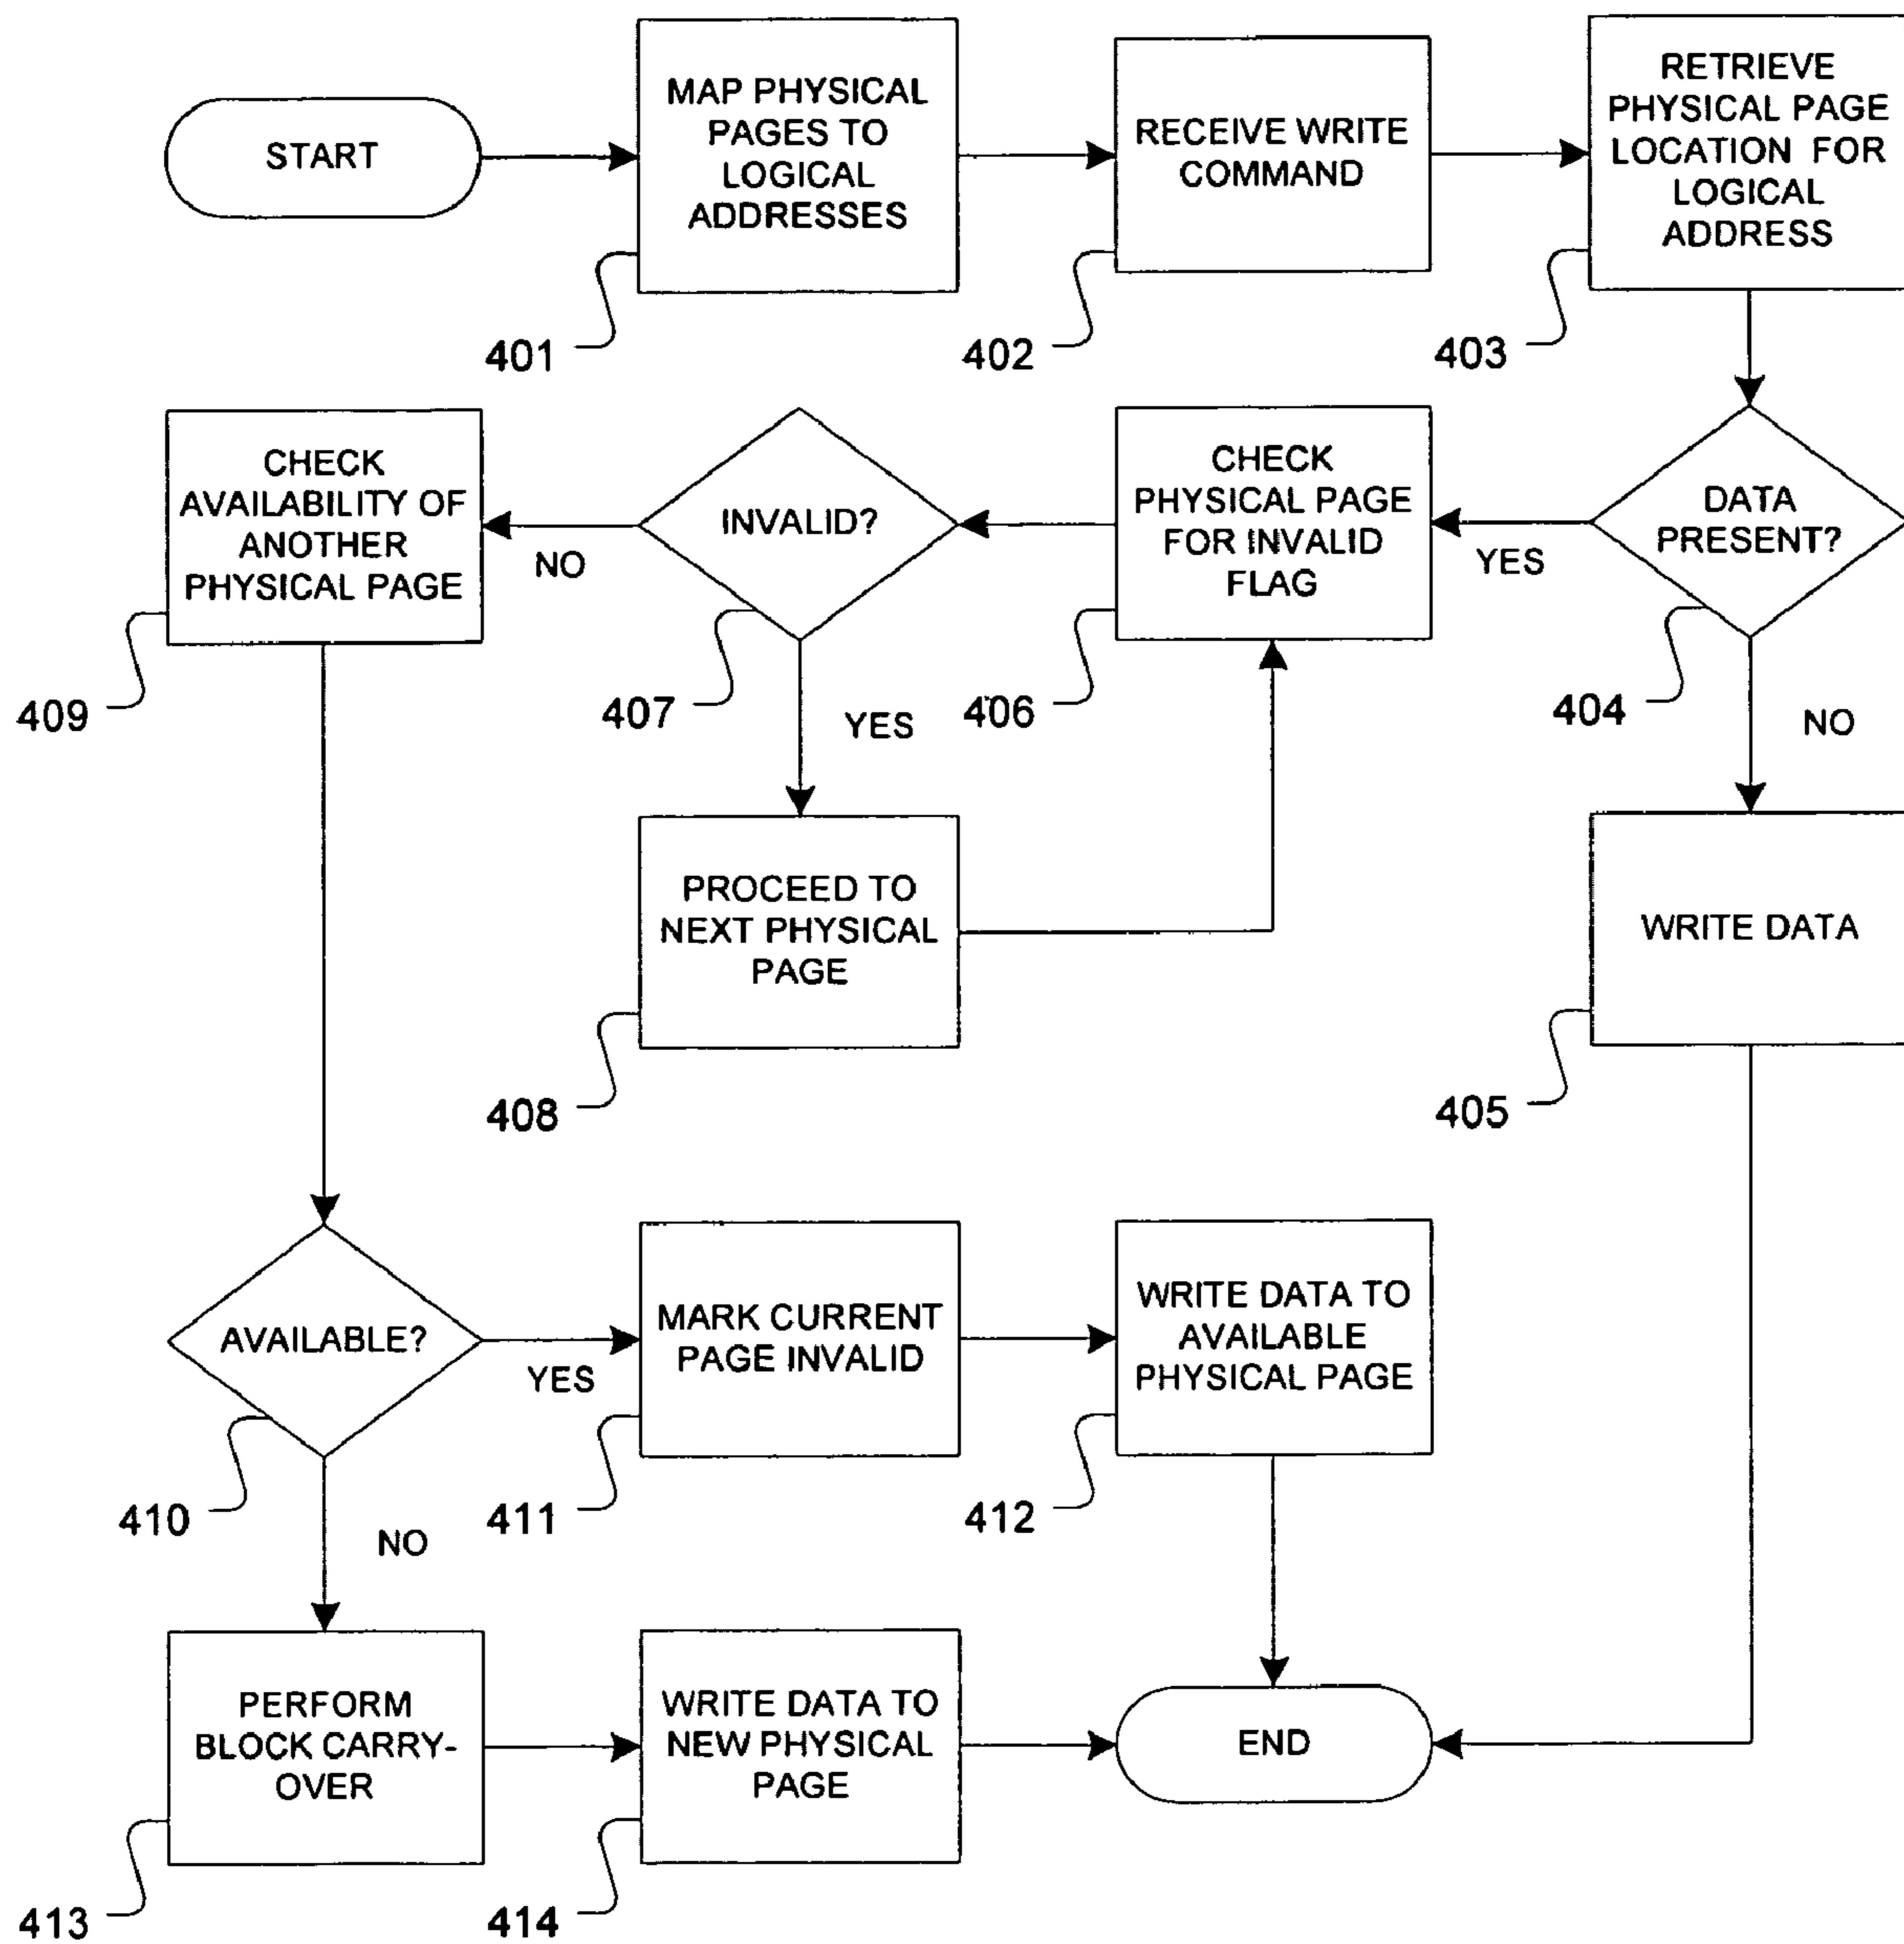 START
MAP PHYSICAL
PAGES TO
LOGICAL
ADDRESSES
401
RECEIVE WRITE
COMMAND
402
RETRIEVE
PHYSICAL PAGE
LOCATION FOR
LOGICAL
ADDRESS
403
DATA
PRESENT?
404
YES
NO
CHECK
PHYSICAL PAGE
FOR INVALID
FLAG
406
INVALID?
407
NO
YES
CHECK
AVAILABILITY OF
ANOTHER
PHYSICAL PAGE
409
PROCEED TO
NEXT PHYSICAL
PAGE
408
WRITE DATA
405
AVAILABLE?
410
YES
NO
MARK CURRENT
PAGE INVALID
411
WRITE DATA TO
AVAILABLE
PHYSICAL PAGE
412
PERFORM
BLOCK CARRY-
OVER
413
WRITE DATA TO
NEW PHYSICAL
PAGE
414
END